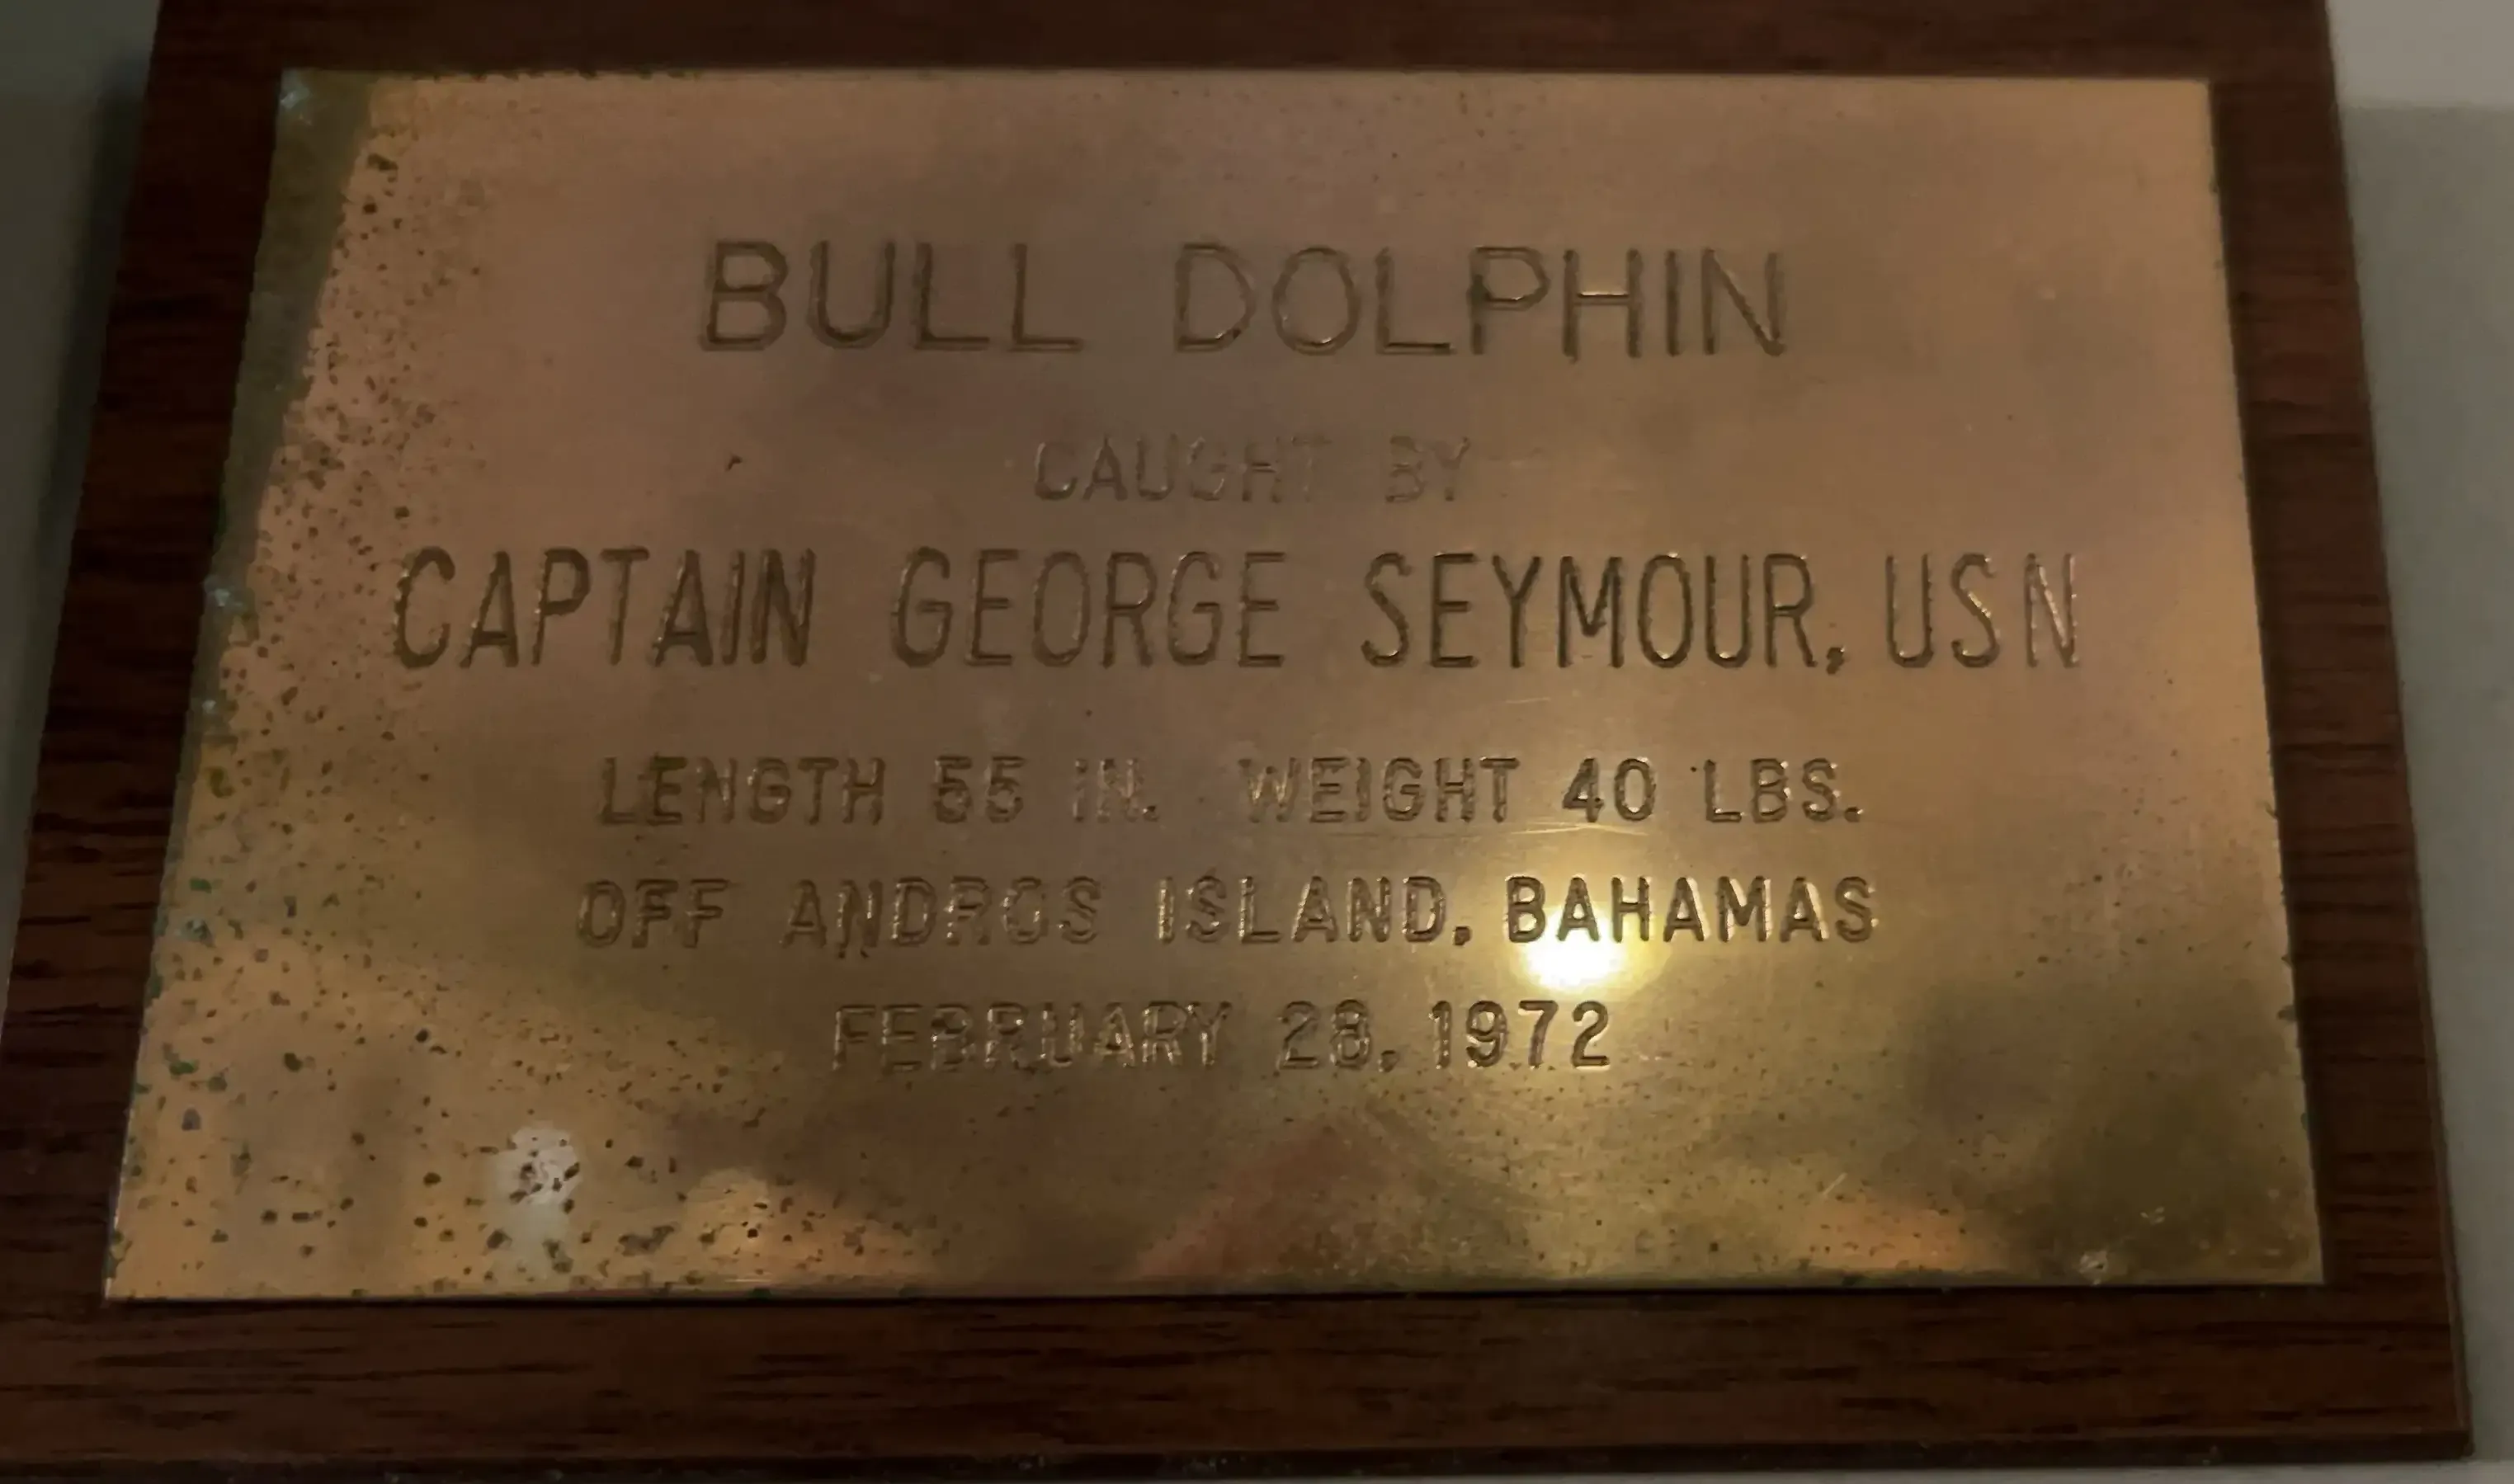 BULL DOLPHIN
CAUGHT BY
CAPTAIN GEORGE SEYMOUR, USN
LENGTH 55 IN. WEIGHT 40 LBS.
OFF ANDROS ISLAND, BAHAMAS
FEBRUARY 28, 1972